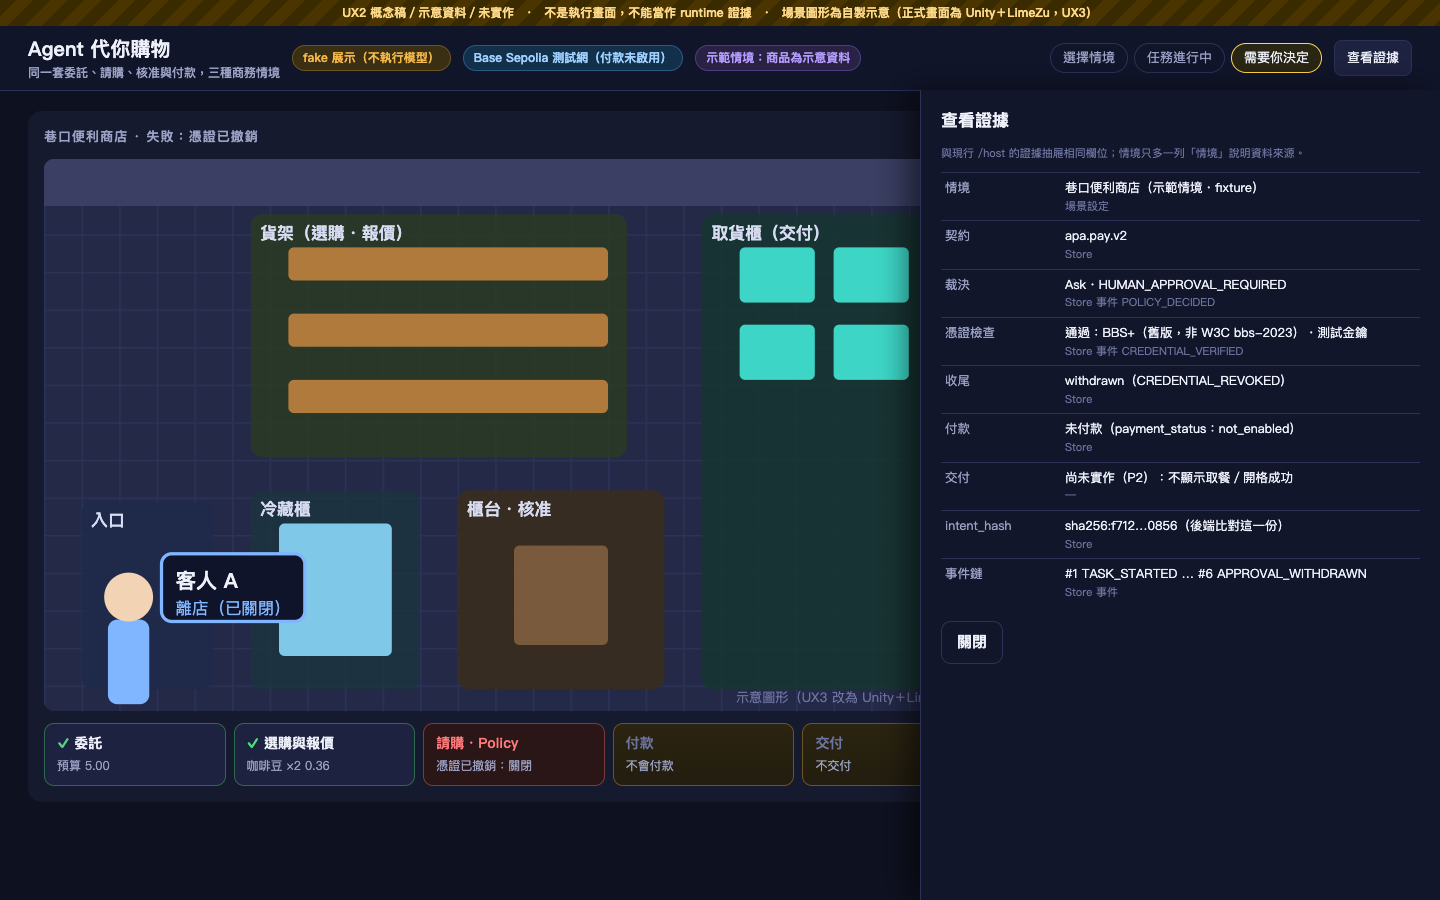 UX2 概念稿 / 示意資料 / 未實作 · 不是執行畫面，不能當作 runtime 證據 · 場景圖形為自製示意（正式畫面為 Unity＋LimeZu，UX3）
Agent 代你購物
同一套委託、請購、核准與付款，三種商務情境
fake 展示（不執行模型）
Base Sepolia 測試網（付款未啟用）
示範情境：商品為示意資料
選擇情境
任務進行中
需要你決定
查看證據
巷口便利商店 · 失敗：憑證已撤銷
貨架（選購 · 報價）
取貨櫃（交付）
入口
冷藏櫃
櫃台 · 核准
客人 A
離店（已關閉）
示意圖形（UX3 改為 Unity＋Li
✓ 委託
預算 5.00
✓ 選購與報價
咖啡豆 ×2 0.36
請購 · Policy
憑證已撤銷：關閉
付款
不會付款
交付
不交付
查看證據
與現行 /host 的證據抽屜相同欄位；情境只多一列「情境」說明資料來源。
情境
巷口便利商店（示範情境 · fixture）
場景設定
契約
apa.pay.v2
Store
裁決
Ask · HUMAN_APPROVAL_REQUIRED
Store 事件 POLICY_DECIDED
憑證檢查
通過：BBS+（舊版，非 W3C bbs-2023） · 測試金鑰
Store 事件 CREDENTIAL_VERIFIED
收尾
withdrawn（CREDENTIAL_REVOKED）
Store
付款
未付款（payment_status：not_enabled）
Store
交付
尚未實作（P2）：不顯示取餐 / 開格成功
—
intent_hash
sha256:f712…0856（後端比對這一份）
Store
事件鏈
#1 TASK_STARTED … #6 APPROVAL_WITHDRAWN
Store 事件
關閉